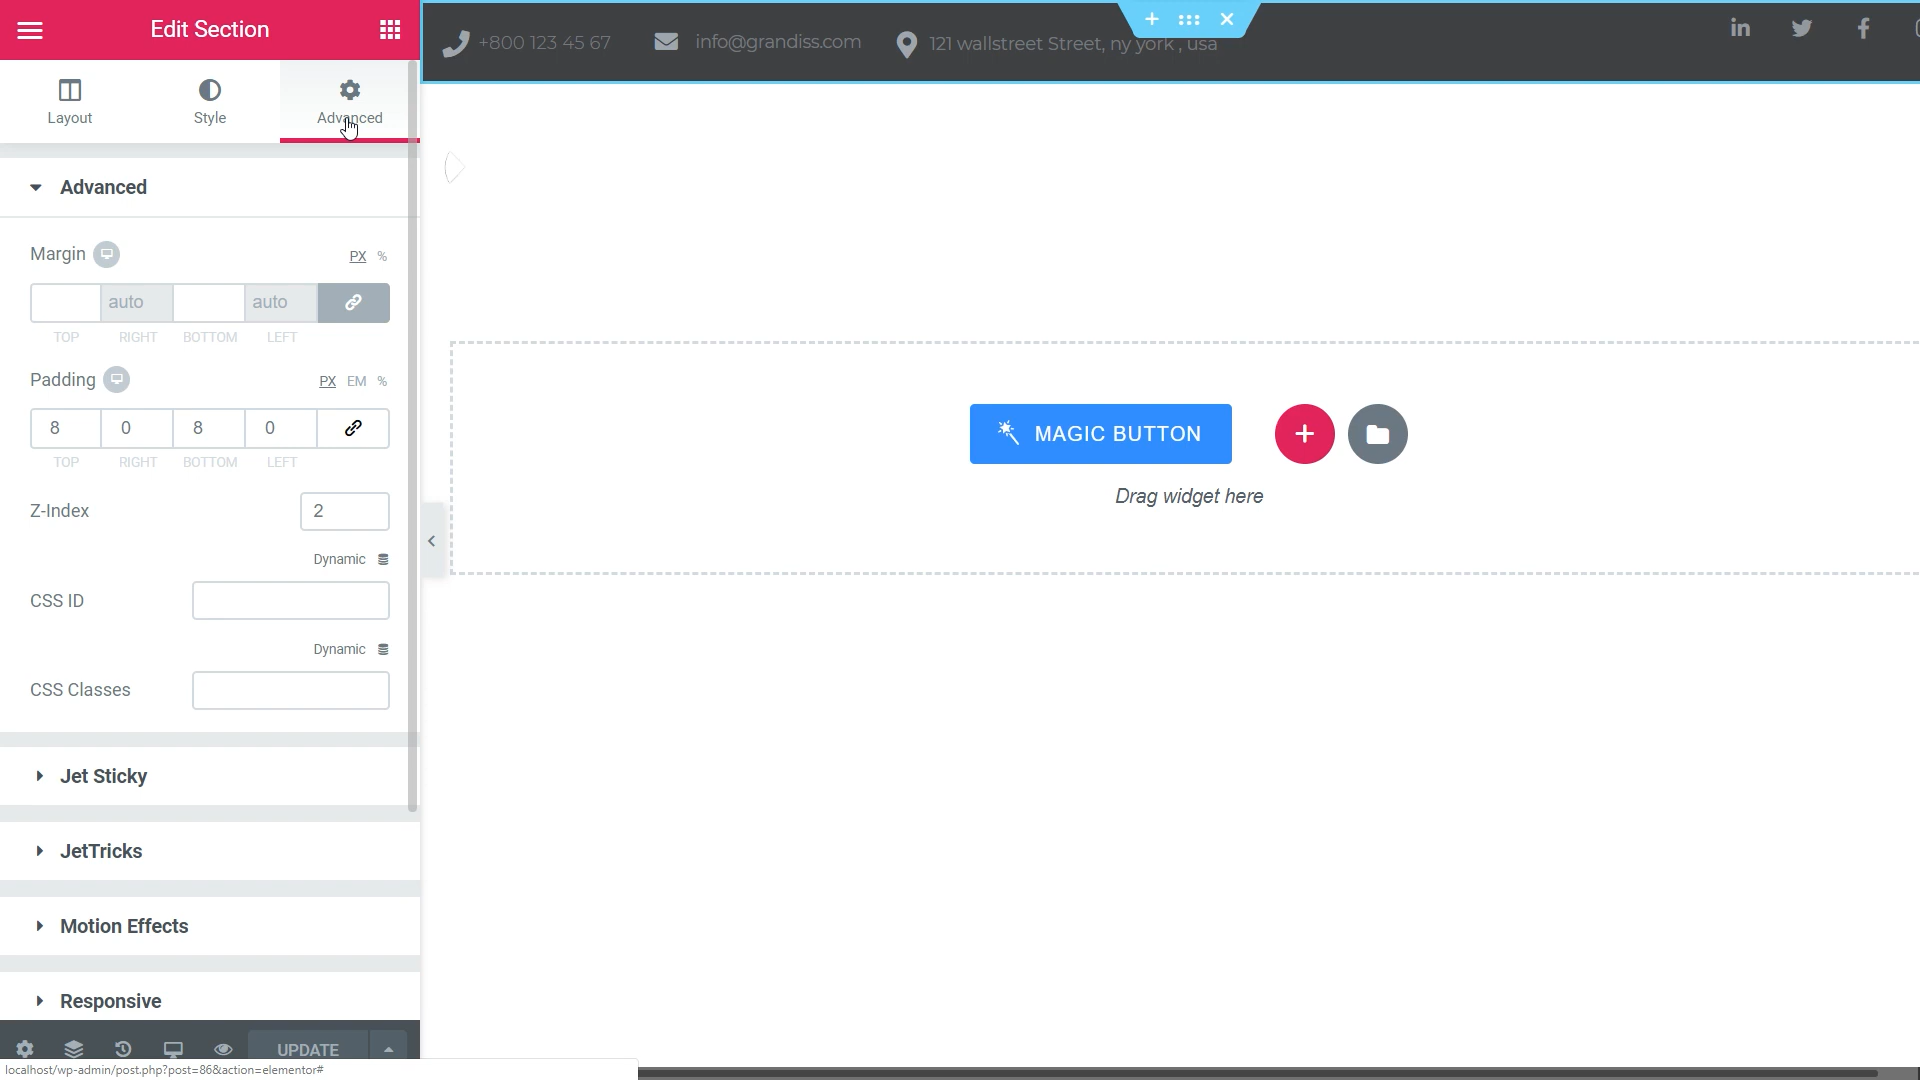 Edit Section
+800 123 45 67
info@grandiss.com
121 wallstreet Street, ny york , usa
Layout
Style
Advanced
Advanced
Margin
PX %
auto
auto
TOP RIGHT BOTTOM LEFT
Padding
PX EM %
8 0 8 0
TOP RIGHT BOTTOM LEFT
Z-Index
2
Dynamic
CSS ID
Dynamic
CSS Classes
Jet Sticky
JetTricks
Motion Effects
Responsive
UPDATE
localhost/wp-admin/post.php?post=86&action=elementor#
MAGIC BUTTON
Drag widget here